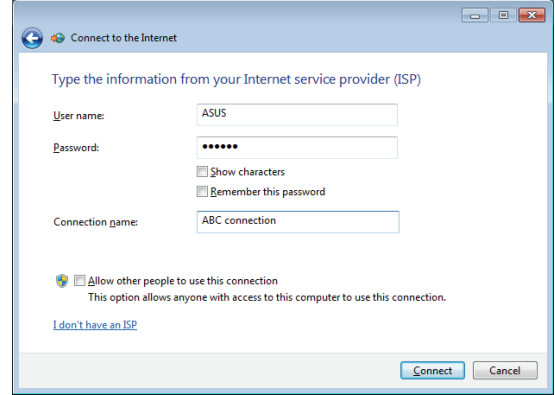 Connect to the Internet
Type the information from your Internet service provider (ISP)
User name: ASUS
Password: ••••••
Show characters
Remember this password
Connection name: ABC connection
Allow other people to use this connection
This option allows anyone with access to this computer to use this connection.
I don't have an ISP
Connect Cancel